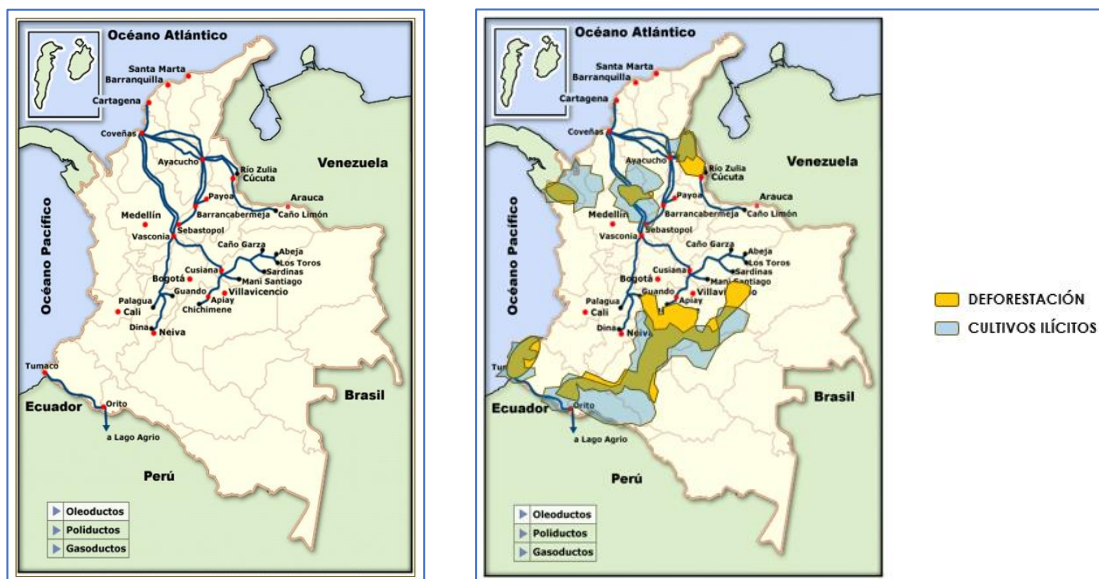 Océano Atlántico
Santa Marta
Barranquilla
Cartagena
Coveñas
Venezuela
Ayacucho
Río Zulia
Cúcuta
Payoa
Arauca
Barrancabermeja
Caño Limón
Océano Pacífico
Medellín
Sebastopol
Vasconia
Caño Garza
Abeja
Los Toros
Cusiana
Sardinas
Bogotá
Mani Santiago
Guando
Villavicencio
Palagua
Apiay
Cali
Chichimene
Dina
Neiva
Tumaco
Ecuador
Orito
Brasil
a Lago Agrio
Perú
Oleoductos
Poliductos
Gasoductos
Océano Atlántico
Santa Marta
Barranquilla
Cartagena
Coveñas
Venezuela
Ayacucho
Río Zulia
Cúcuta
Payoa
Arauca
Barrancabermeja
Caño Limón
Océano Pacífico
Medellín
Sebastopol
Vasconia
Caño Garza
Abeja
Los Toros
Cusiana
Sardinas
Bogotá
Mani Santiago
Guando
Palagua
Apiay
Cali
Dina
Neiva
Ecuador
Orito
Brasil
a Lago Agrio
Perú
Oleoductos
Poliductos
Gasoductos
DEFORESTACIÓN
CULTIVOS ILÍCITOS